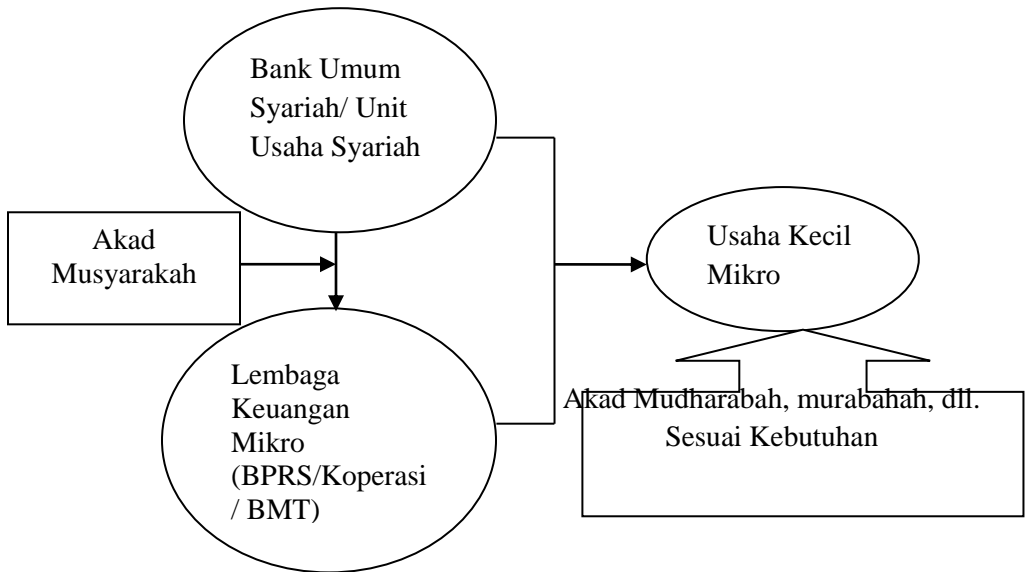 Bank Umum
Syariah/ Unit
Usaha Syariah
Akad
Musyarakah
Usaha Kecil
Mikro
Lembaga
Keuangan
Mikro
(BPRS/Koperasi
/ BMT)
Akad Mudharabah, murabahah, dll.
Sesuai Kebutuhan